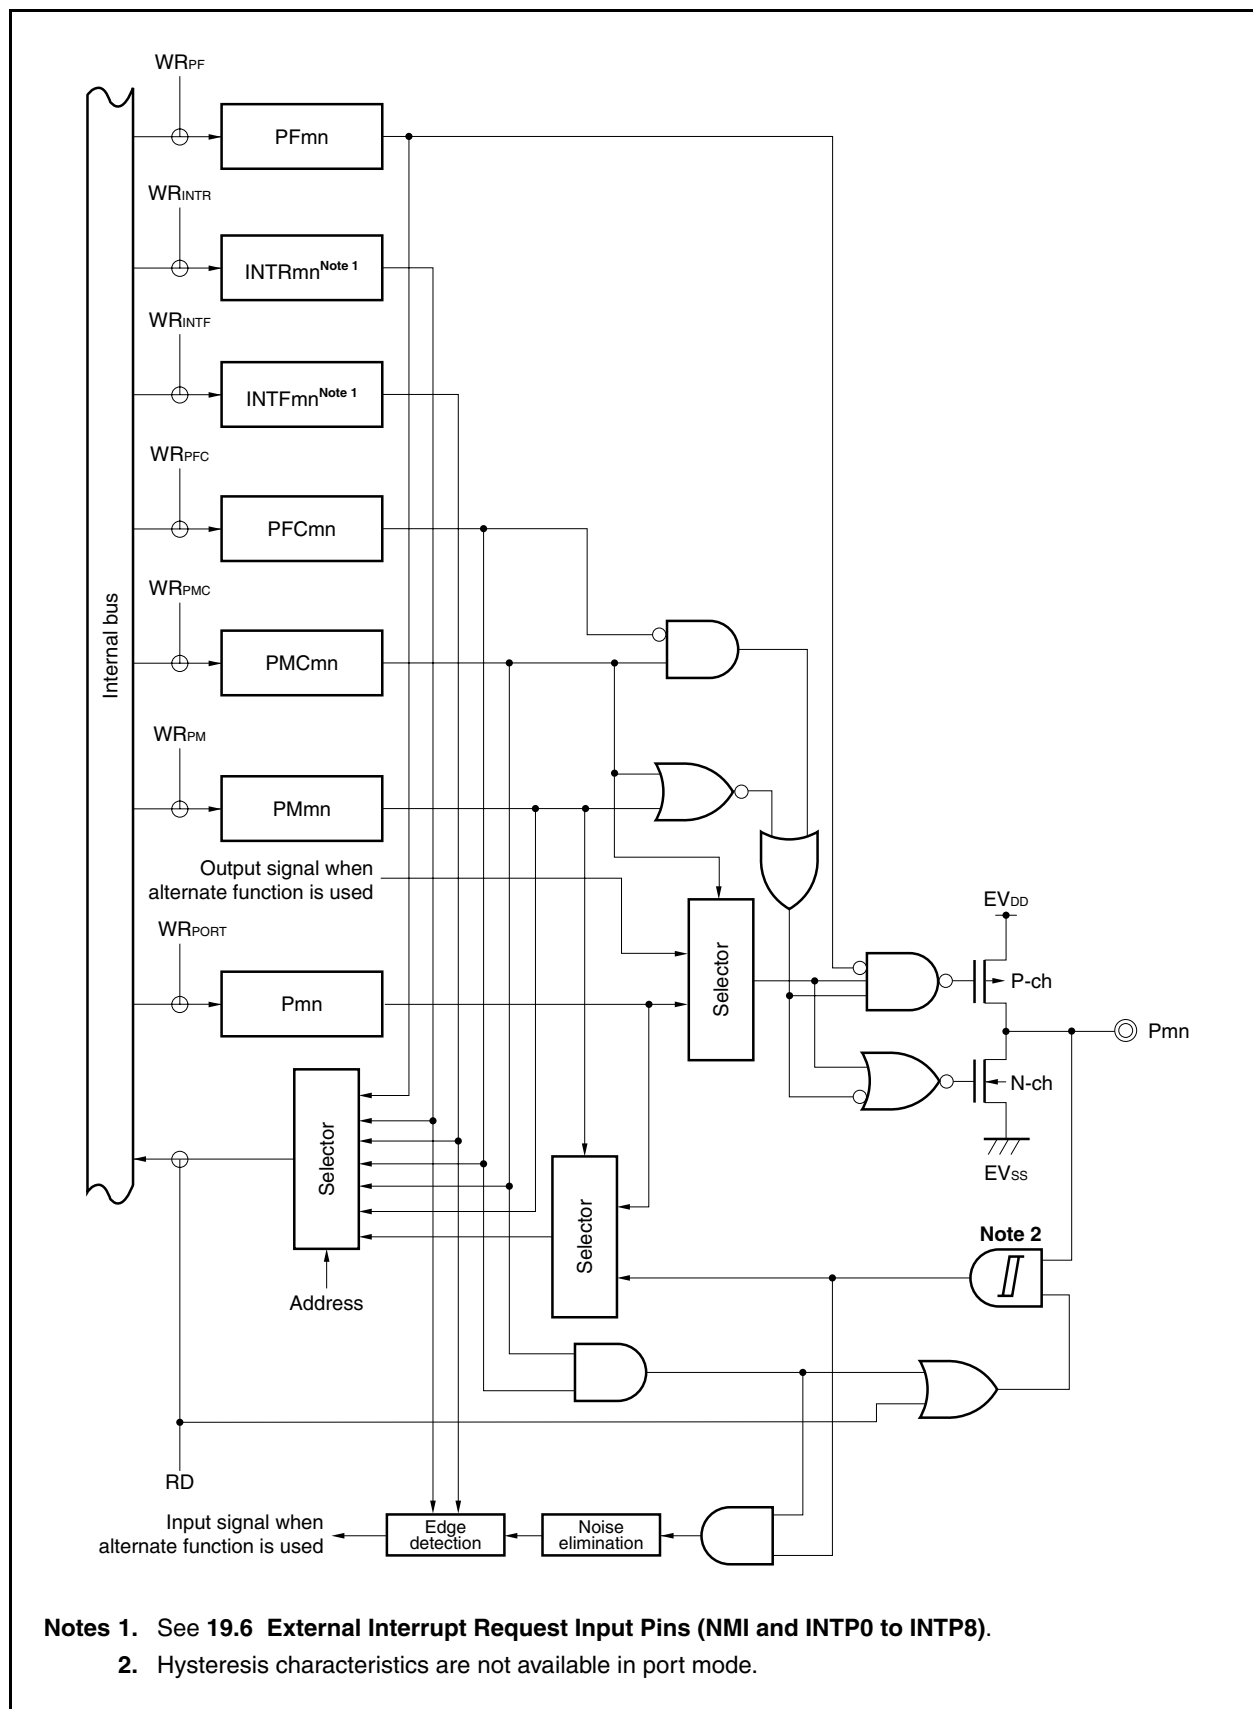 WRPF
PFmn
WRINTR
INTRmnNote 1
WRINTF
INTFmnNote 1
WRPFC
PFCmn
WRPMC
PMCmn
Internal bus
WRPM
PMmn
Output signal when
alternate function is used
WRPORT
Pmn
Selector
EVDD
P-ch
Pmn
N-ch
EVSS
Selector
Selector
Note 2
Address
RD
Input signal when
alternate function is used
Edge
detection
Noise
elimination
Notes 1. See 19.6 External Interrupt Request Input Pins (NMI and INTP0 to INTP8).
2. Hysteresis characteristics are not available in port mode.